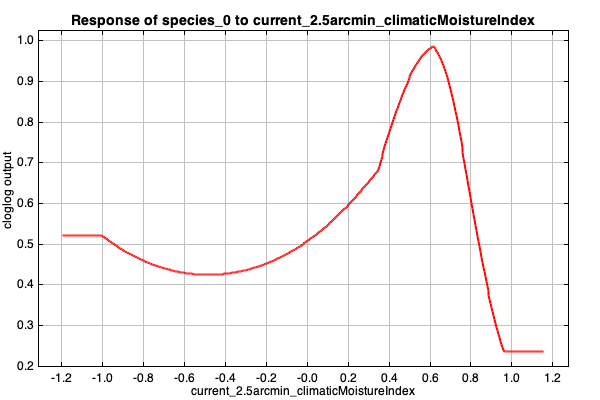 Response of species_0 to current_2.5arcmin_climaticMoistureIndex
cloglog output
1.0
0.9
0.8
0.7
0.6
0.5
0.4
0.3
0.2
-1.2 -1.0 -0.8 -0.6 -0.4 -0.2 -0.0 0.2 0.4 0.6 0.8 1.0 1.2
current_2.5arcmin_climaticMoistureIndex